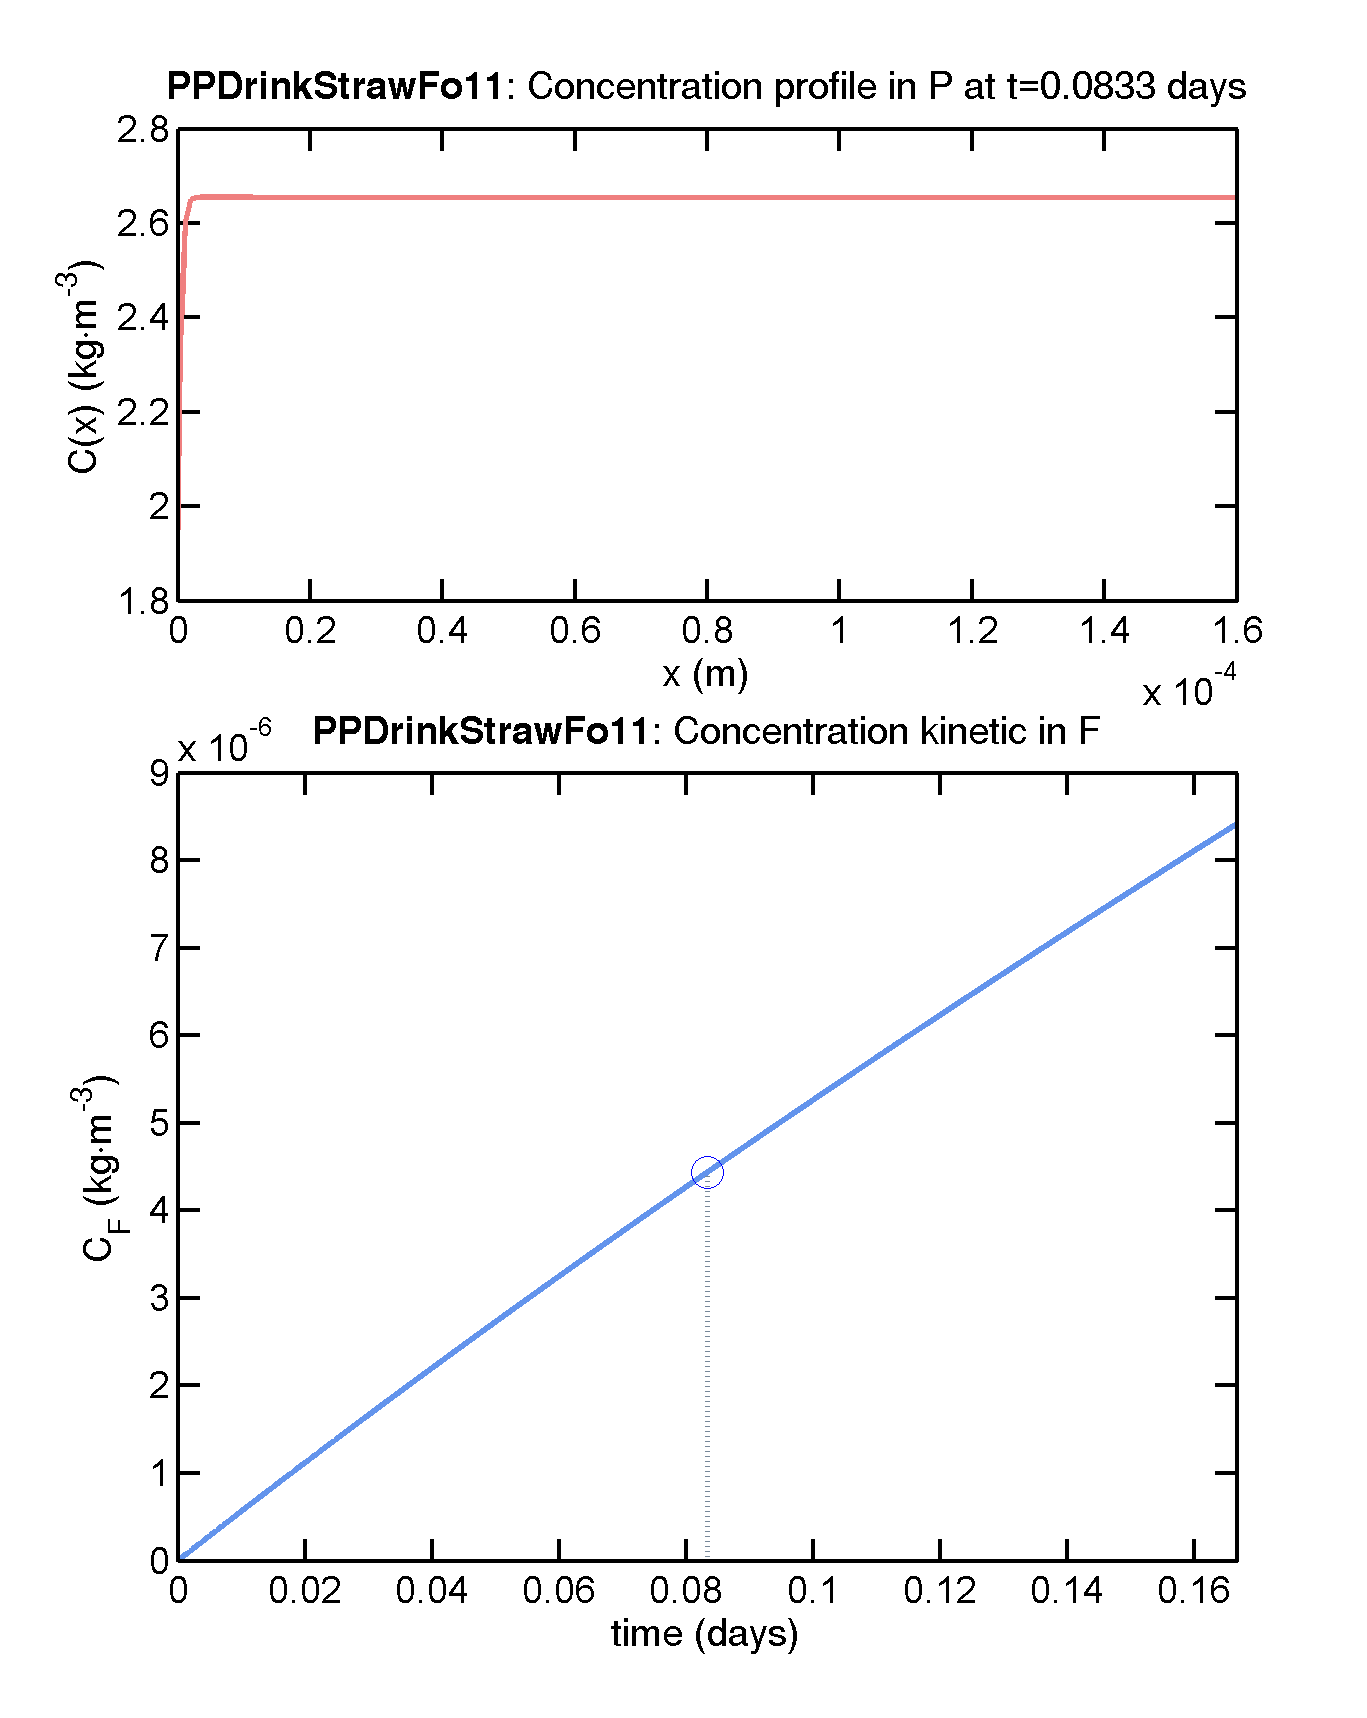 PPDrinkStrawFo11: Concentration profile in P at t=0.0833 days
2.8
2.6
2.4
2.2
2
1.8
C(x) (kg·m⁻³)
0 0.2 0.4 0.6 0.8 1 1.2 1.4 1.6
x (m)
x 10⁻⁴
x 10⁻⁶
PPDrinkStrawFo11: Concentration kinetic in F
9
8
7
6
5
4
3
2
1
0
C_F (kg·m⁻³)
0 0.02 0.04 0.06 0.08 0.1 0.12 0.14 0.16
time (days)